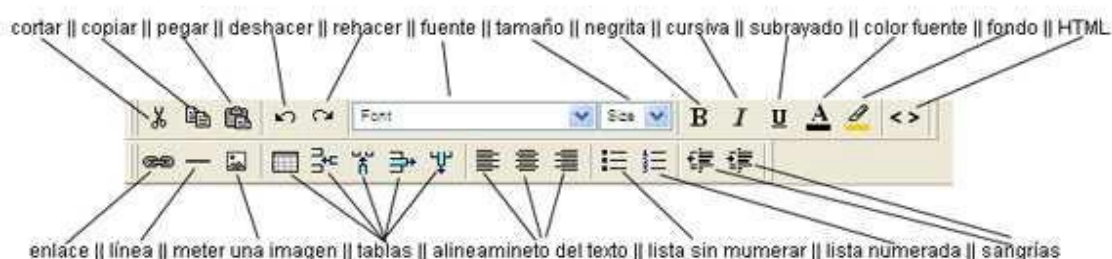 cortar || copiar || pegar || deshacer || rehacer || fuente || tamaño || negrita || cursiva || subrayado || color fuente || fondo || HTML
Font Size B I U A < >
enlace || línea || meter una imagen || tablas || alineamineto del texto || lista sin mumerar || lista numerada || sangrías